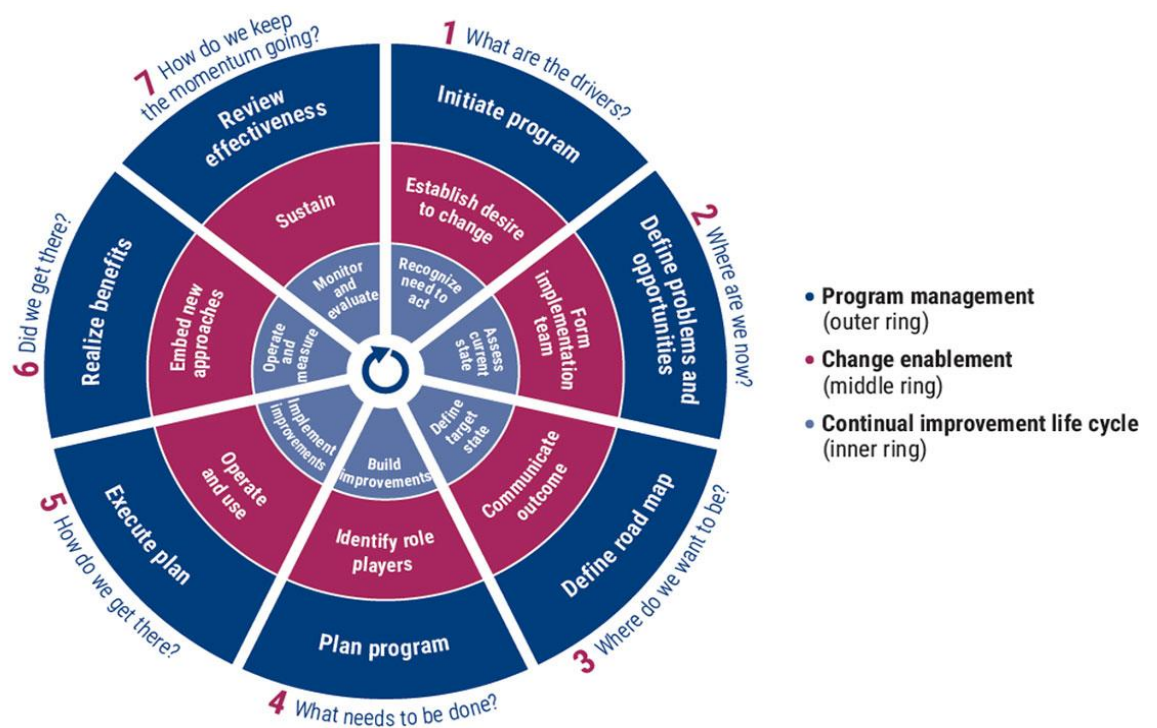 1 What are the drivers?
Initiate program
Establish desire
to change
Recognize
need to
act
2 Where are we now?
Define problems and
opportunities
Form
implementation
team
Assess
current
state
3 Where do we want to be?
Define road map
Communicate
outcome
Define
target
state
4 What needs to be done?
Plan program
Identify role
players
Build
improvements
5 How do we get there?
Execute plan
Operate
and use
Implement
improvements
6 Did we get there?
Realize benefits
Embed new
approaches
Operate
and
measure
7 How do we keep
the momentum going?
Review
effectiveness
Sustain
Monitor
and
evaluate
• Program management
(outer ring)
• Change enablement
(middle ring)
• Continual improvement life cycle
(inner ring)